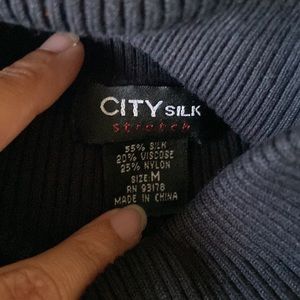 CITY SILK
stretch
55% SILK
20% VISCOSE
25% NYLON
SIZE: M
RN 93178
MADE IN CHINA